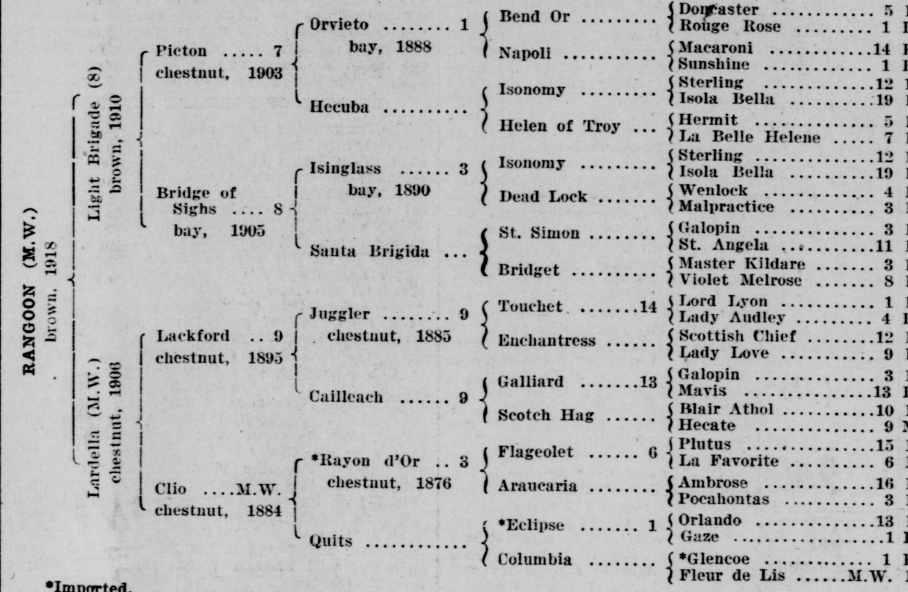 RANGOON (M.W.)
brown, 1918
Light Brigade (8)
brown, 1910
Lardella (M.W.)
chestnut, 1906
Picton ..... 7
chestnut, 1903
Bridge of
Sighs .... 8
bay, 1905
Lackford .. 9
chestnut, 1895
Clio ....M.W.
chestnut, 1884
Orvieto ........ 1
bay, 1888
Hecuba ..........
Isinglass ...... 3
bay, 1890
Santa Brigida ...
Juggler ........ 9
chestnut, 1885
Cailleach ...... 9
*Rayon d'Or .. 3
chestnut, 1876
Quits ............
Bend Or ........
Napoli ..........
Isonomy ........
Helen of Troy ...
Isonomy ........
Dead Lock .....
St. Simon .......
Bridget .........
Touchet .......14
Enchantress .....
Galliard ......13
Scotch Hag ......
Flageolet ..... 6
Araucaria .......
*Eclipse ....... 1
Columbia ........
Doncaster ........... 5
Rouge Rose ......... 1
Macaroni ...........14
Sunshine ........... 1
Sterling ............12
Isola Bella .........19
Hermit .............. 5
La Belle Helene ..... 7
Sterling ............12
Isola Bella .........19
Wenlock ............. 4
Malpractice ......... 3
Galopin ............. 3
St. Angela .........11
Master Kildare ...... 3
Violet Melrose ...... 8
Lord Lyon ........... 1
Lady Audley ......... 4
Scottish Chief ......12
Lady Love ........... 9
Galopin ............. 3
Mavis ..............13
Blair Athol .........10
Hecate .............. 9
Plutus .............15
La Favorite ......... 6
Ambrose ............16
Pocahontas .......... 3
Orlando ............13
Gaze ................1
*Glencoe ............ 1
Fleur de Lis ......M.W.
*Imported.